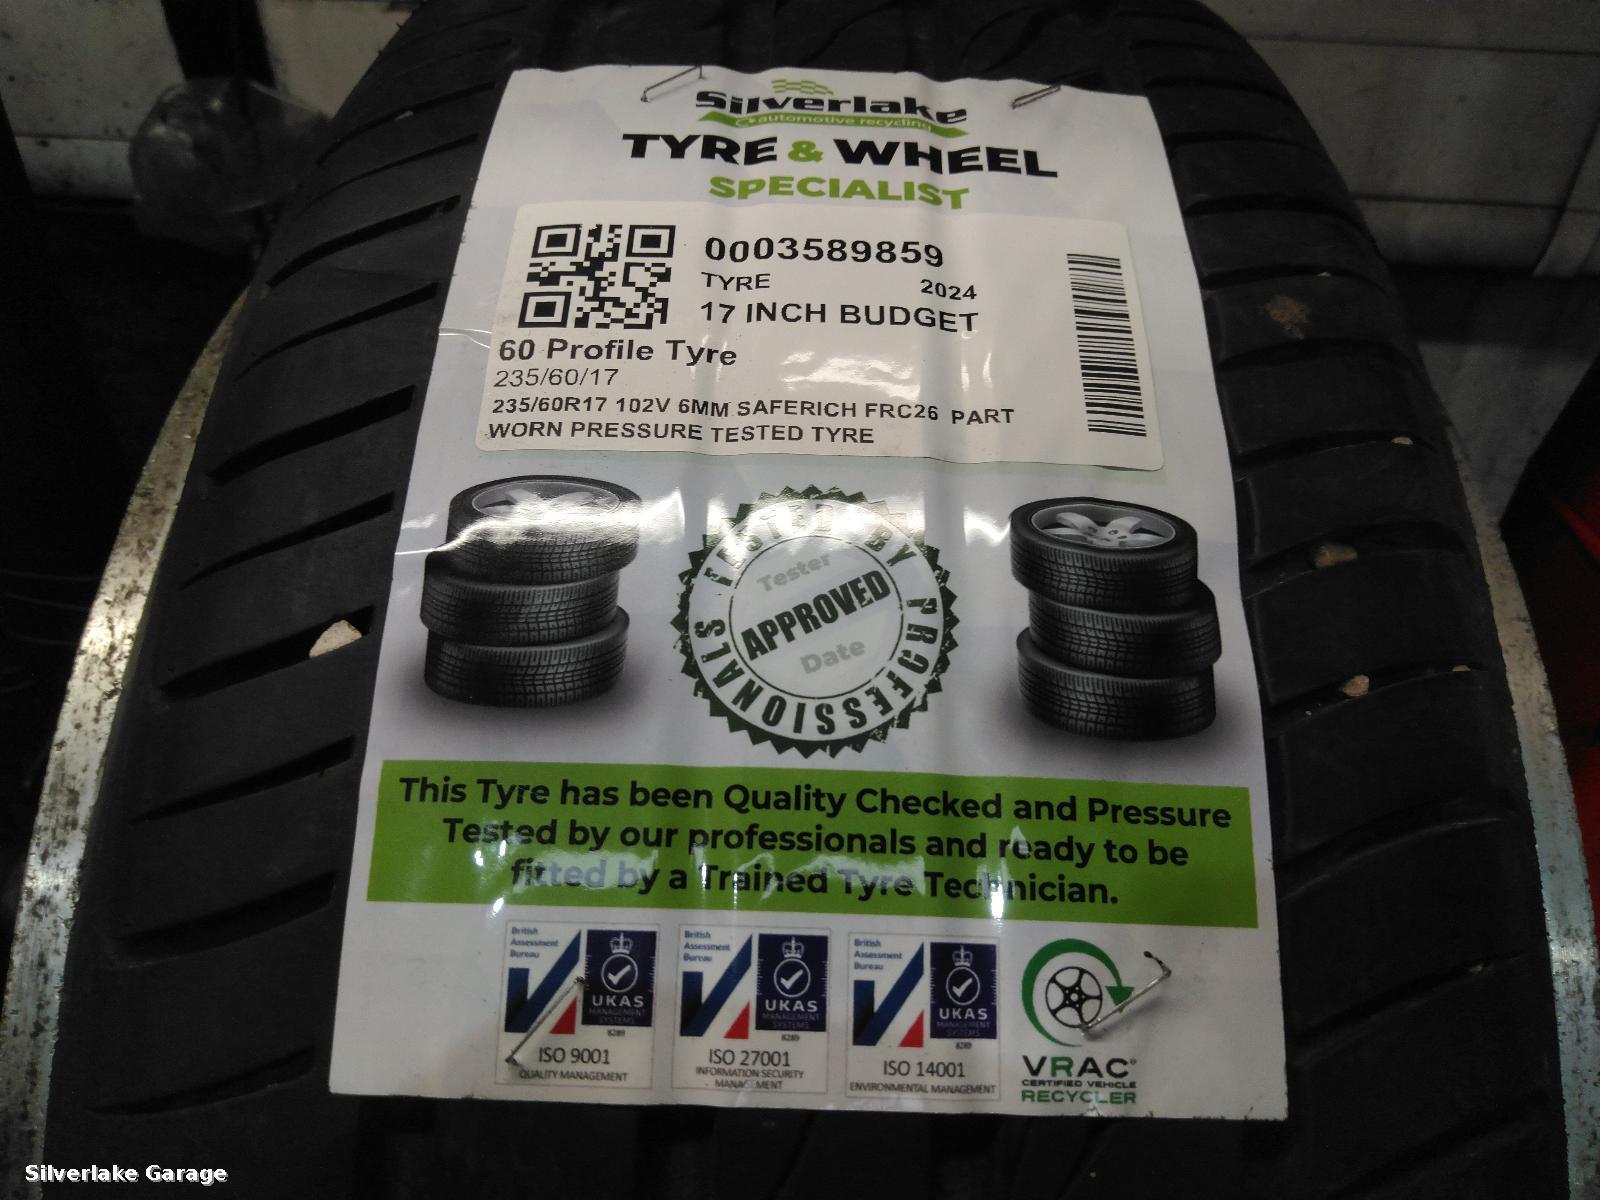 Silverlake
automotive recycling
TYRE & WHEEL
SPECIALIST
0003589859
TYRE 2024
17 INCH BUDGET
60 Profile Tyre
235/60/17
235/60R17 102V 6MM SAFERICH FRC26 PART
WORN PRESSURE TESTED TYRE
TESTED BY PROFESSIONALS
Tester
APPROVED
Date
This Tyre has been Quality Checked and Pressure
Tested by our professionals and ready to be
fitted by a Trained Tyre Technician.
British
Assessment
Bureau
UKAS
MANAGEMENT
SYSTEMS
8289
ISO 9001
QUALITY MANAGEMENT
British
Assessment
Bureau
UKAS
MANAGEMENT
SYSTEMS
8289
ISO 27001
INFORMATION SECURITY
MANAGEMENT
British
Assessment
Bureau
UKAS
MANAGEMENT
SYSTEMS
8289
ISO 14001
ENVIRONMENTAL MANAGEMENT
VRAC
CERTIFIED VEHICLE
RECYCLER
Silverlake Garage